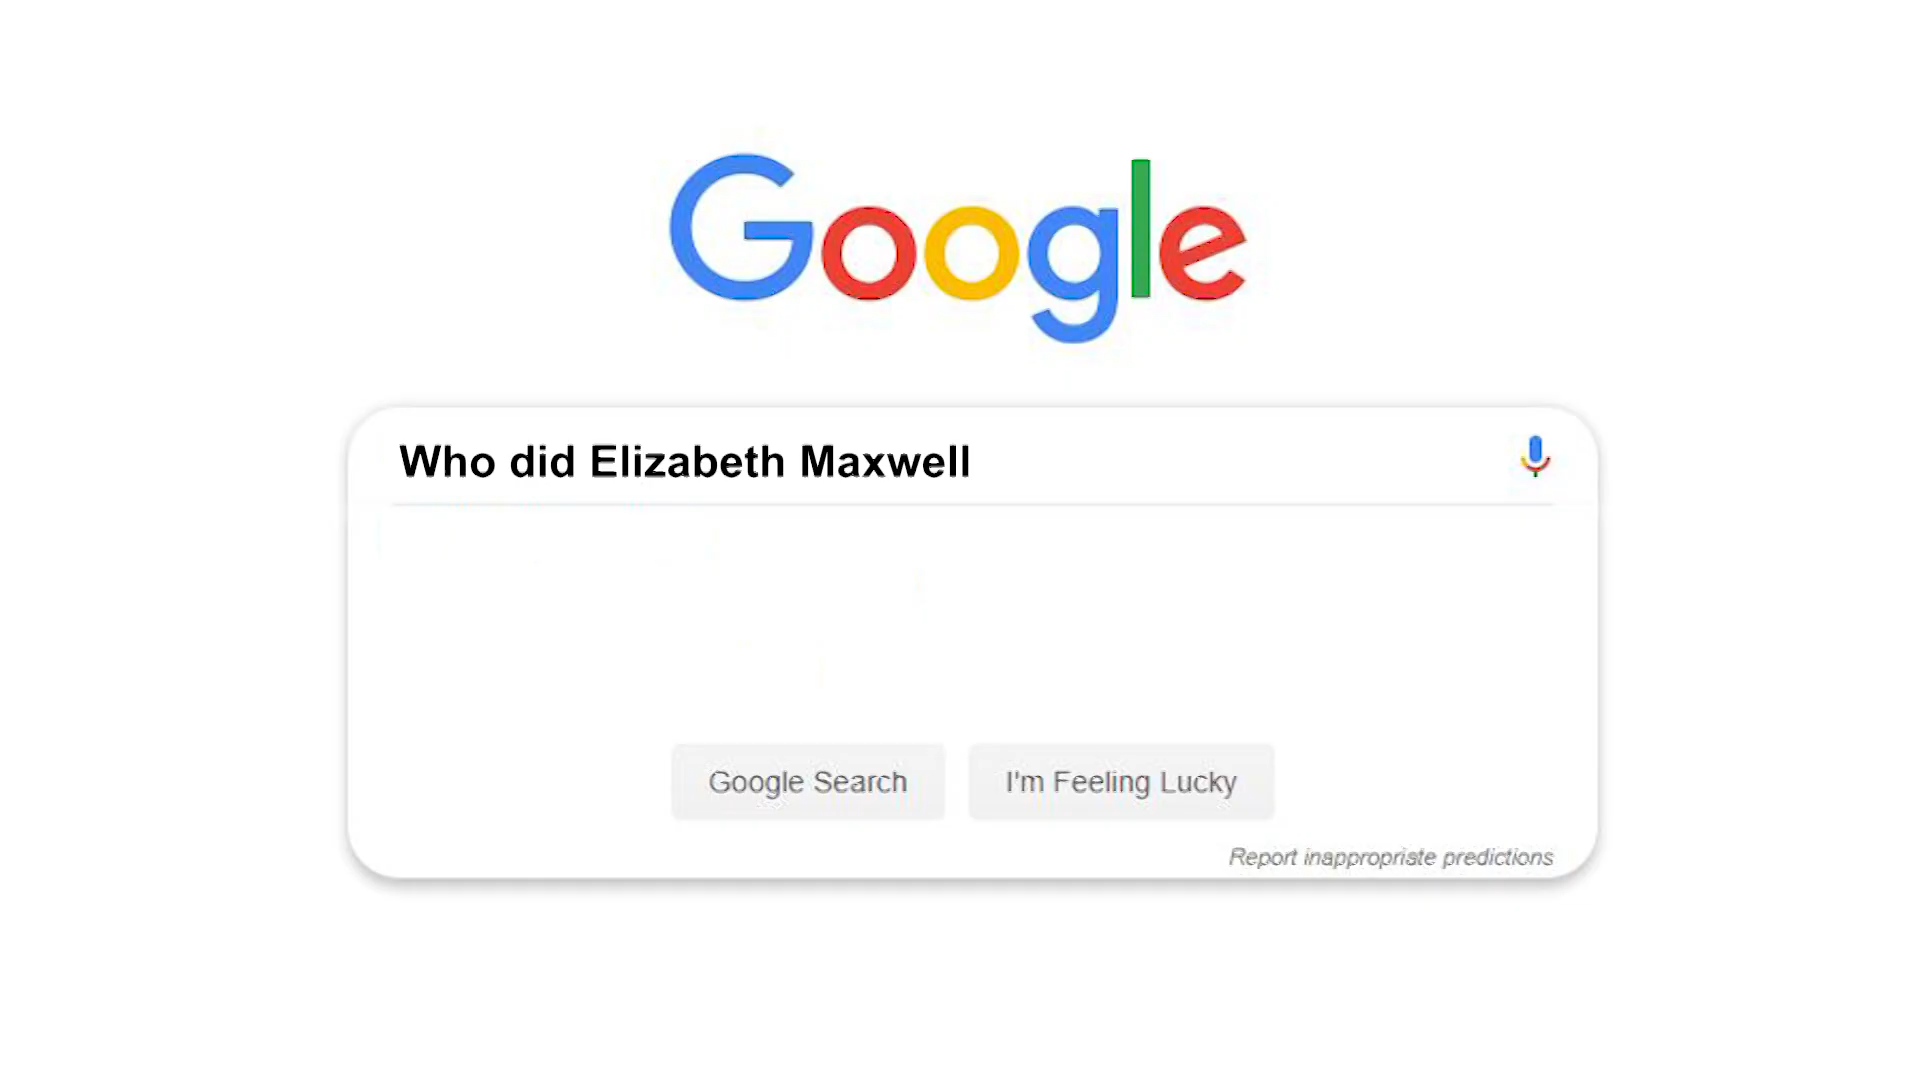 Google
Who did Elizabeth Maxwell
Google Search
I'm Feeling Lucky
Report inappropriate predictions